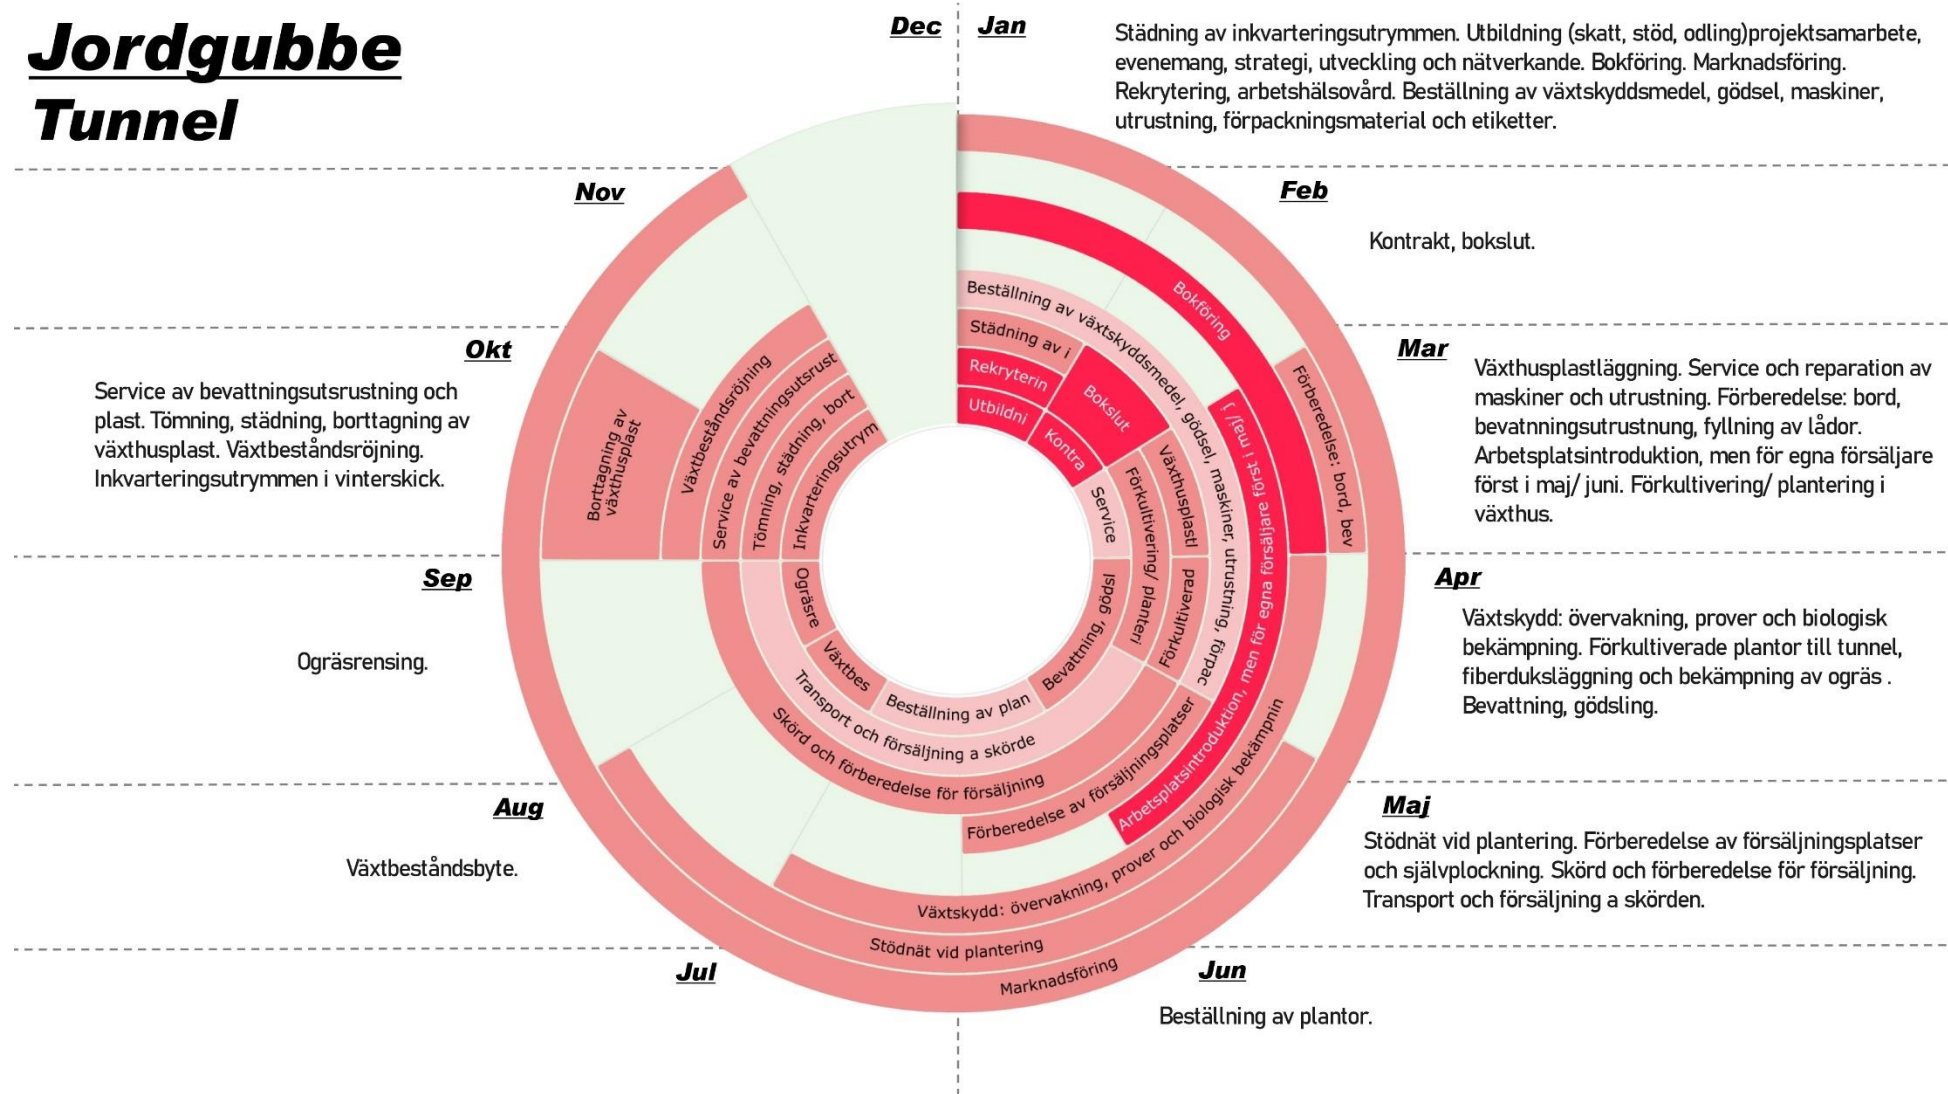 Jordgubbe
Tunnel
Dec
Jan
Städning av inkvarteringsutrymmen. Utbildning (skatt, stöd, odling)projektsamarbete,
evenemang, strategi, utveckling och nätverkande. Bokföring. Marknadsföring.
Rekrytering, arbetshälsovård. Beställning av växtskyddsmedel, gödsel, maskiner,
utrustning, förpackningsmaterial och etiketter.
Feb
Kontrakt, bokslut.
Mar
Växthusplastläggning. Service och reparation av
maskiner och utrustning. Förberedelse: bord,
bevatnningsutrustnung, fyllning av lådor.
Arbetsplatsintroduktion, men för egna försäljare
först i maj/ juni. Förkultivering/ plantering i
växthus.
Apr
Växtskydd: övervakning, prover och biologisk
bekämpning. Förkultiverade plantor till tunnel,
fiberduksläggning och bekämpning av ogräs .
Bevattning, gödsling.
Maj
Stödnät vid plantering. Förberedelse av försäljningsplatser
och självplockning. Skörd och förberedelse för försäljning.
Transport och försäljning a skörden.
Jun
Beställning av plantor.
Jul
Aug
Växtbeståndsbyte.
Sep
Ogräsrensing.
Okt
Service av bevattningsutsrustning och
plast. Tömning, städning, borttagning av
växthusplast. Växtbeståndsröjning.
Inkvarteringsutrymmen i vinterskick.
Nov
Marknadsföring
Stödnät vid plantering
Förberedelse: bord, bev
Växtskydd: övervakning, prover och biologisk bekämpnin
Bokföring
Arbetsplatsintroduktion, men för egna försäljare först i maj/ j
Förberedelse av försäljningsplatser
Beställning av växtskyddsmedel, gödsel, maskiner, utrustning, förpac
Skörd och förberedelse för försäljning
Städning av i
Bokslut
Växthusplastl
Förkultiverad
Transport och försäljning a skörde
Rekryterin
Förkultivering/ planteri
Utbildni
Kontra
Service
Bevattning, gödsl
Beställning av plan
Växtbes
Ogräsre
Borttagning av
växthusplast
Växtbeståndsröjning
Service av bevattningsutsrust
Tömning, städning, bort
Inkvarteringsutrym